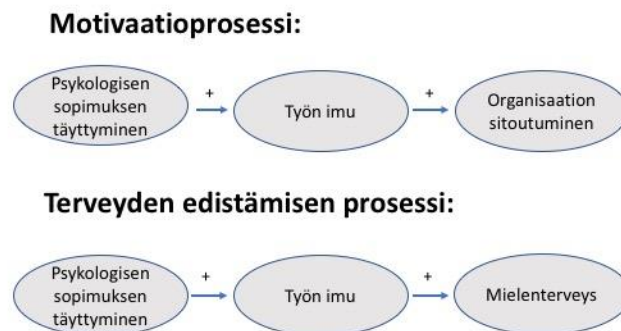 Motivaatioprosessi:
Psykologisen
sopimuksen
täyttyminen
+
Työn imu
+
Organisaation
sitoutuminen
Terveyden edistämisen prosessi:
Psykologisen
sopimuksen
täyttyminen
+
Työn imu
+
Mielenterveys